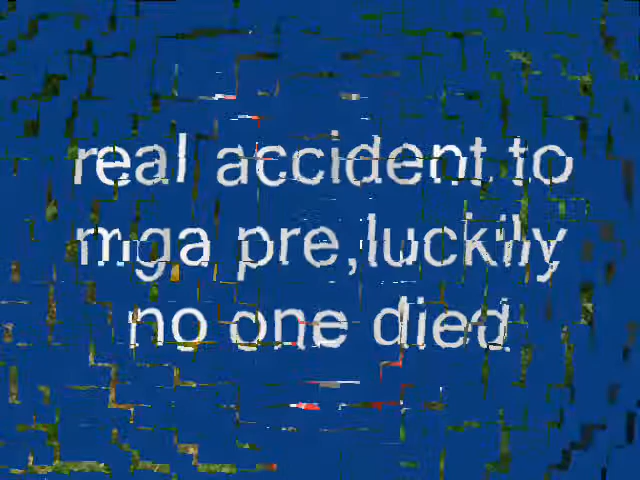 real accident to
mga pre,luckily
no one died